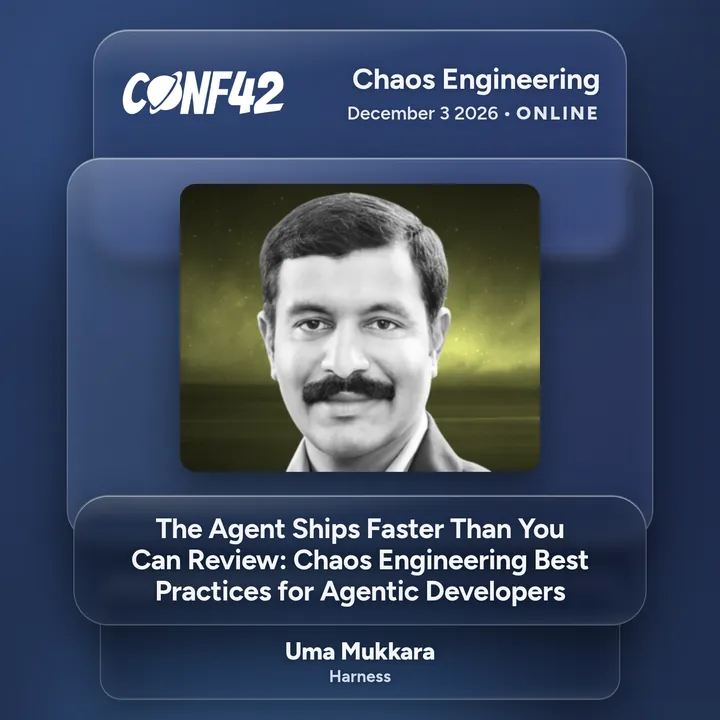 CONF42
Chaos Engineering
December 3 2026 • ONLINE
The Agent Ships Faster Than You
Can Review: Chaos Engineering Best
Practices for Agentic Developers
Uma Mukkara
Harness